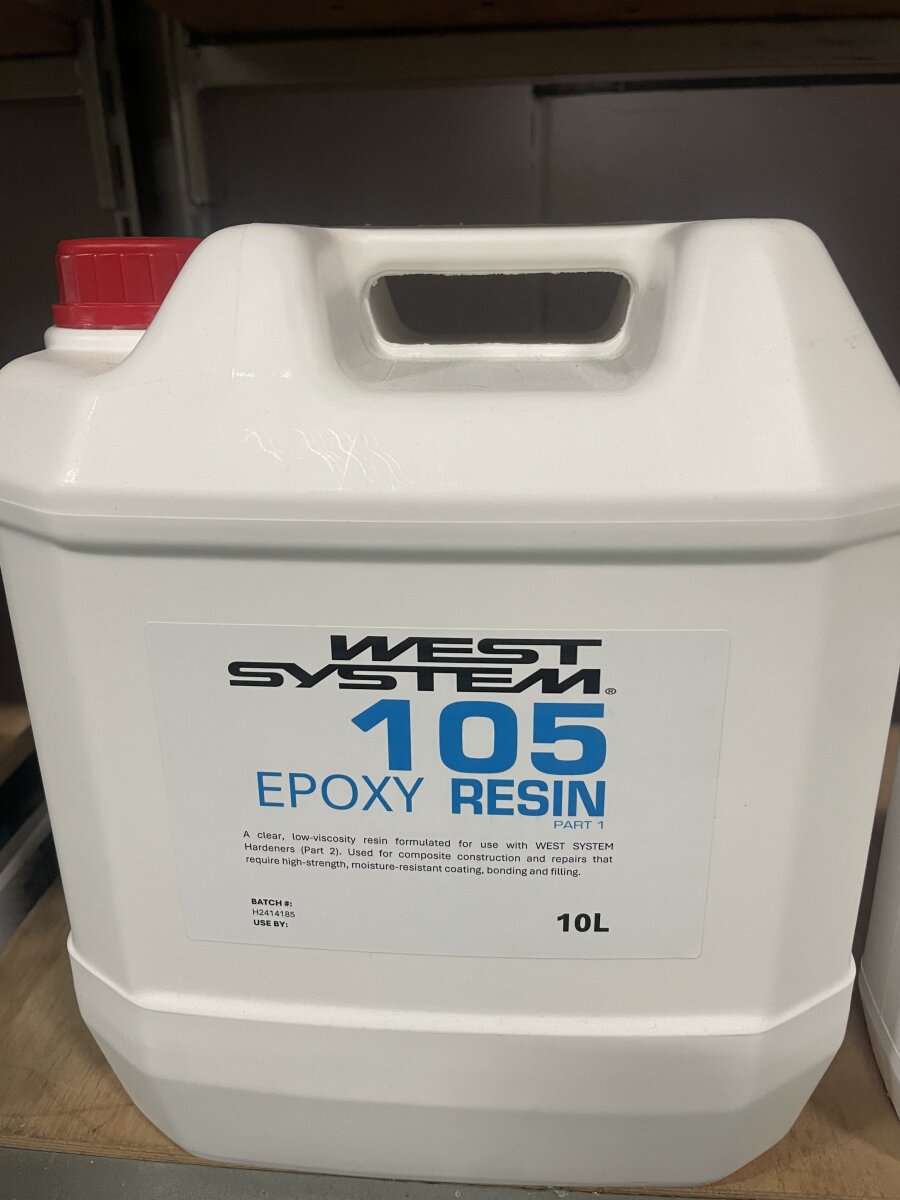 WEST
SYSTEM®
105
EPOXY RESIN
PART 1
A clear, low-viscosity resin formulated for use with WEST SYSTEM
Hardeners (Part 2). Used for composite construction and repairs that
require high-strength, moisture-resistant coating, bonding and filling.
BATCH #:
H2414185
USE BY:
10L